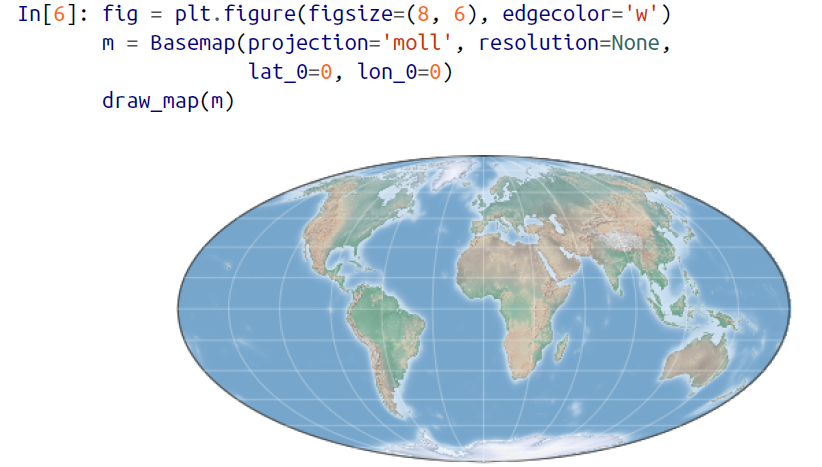 In[6]: fig = plt.figure(figsize=(8, 6), edgecolor='w')
m = Basemap(projection='moll', resolution=None,
lat_0=0, lon_0=0)
draw_map(m)